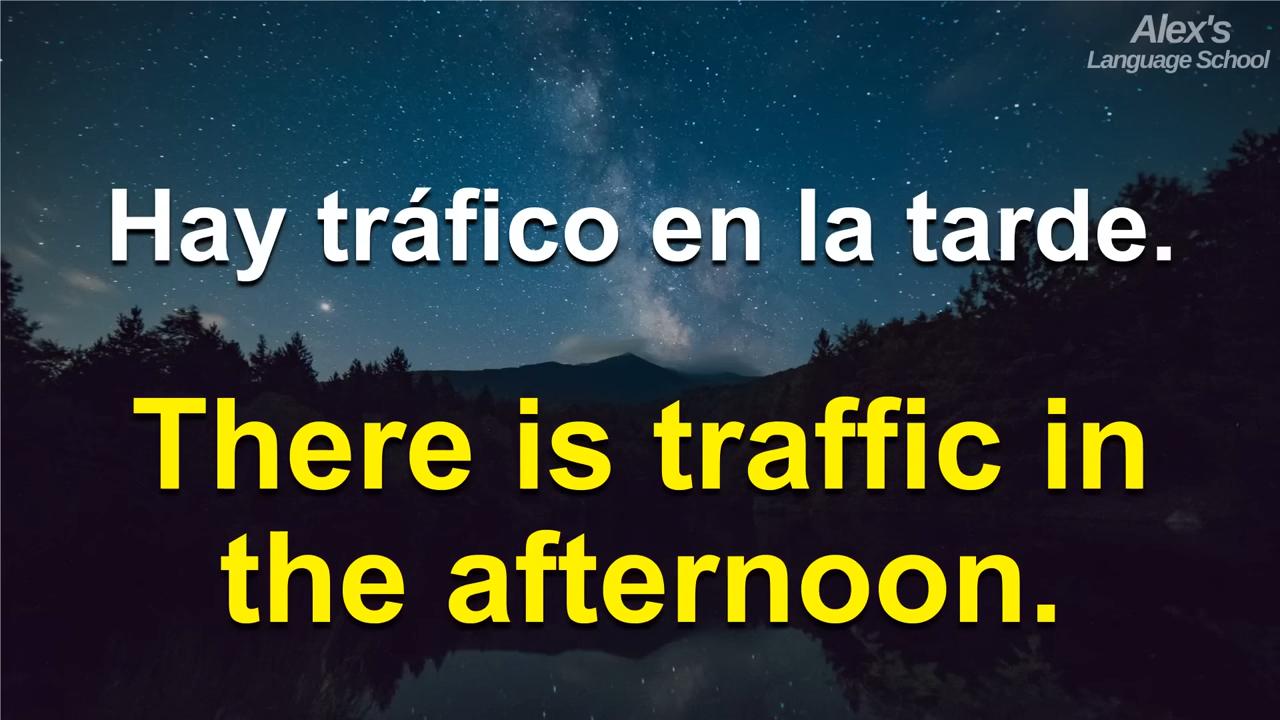 Alex's
Language School
Hay tráfico en la tarde.
There is traffic in
the afternoon.